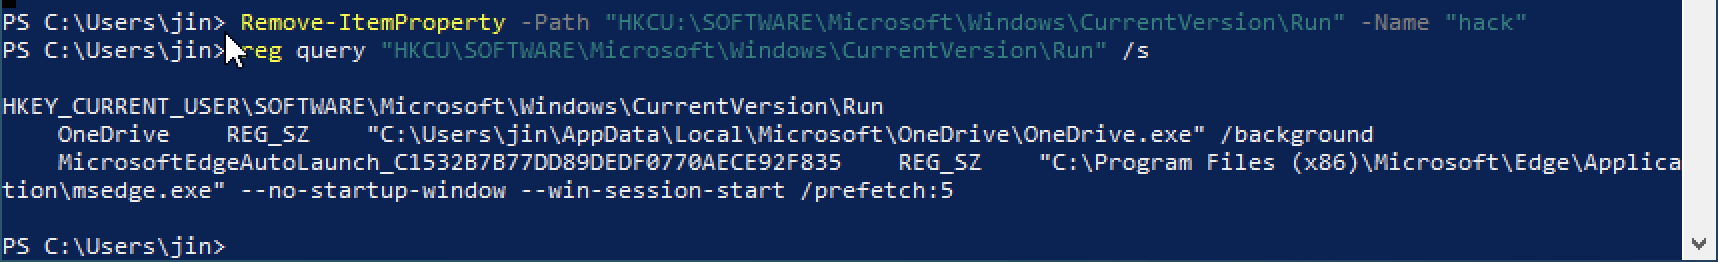 PS C:\Users\jin> Remove-ItemProperty -Path "HKCU:\SOFTWARE\Microsoft\Windows\CurrentVersion\Run" -Name "hack"
PS C:\Users\jin> reg query "HKCU\SOFTWARE\Microsoft\Windows\CurrentVersion\Run" /s
HKEY_CURRENT_USER\SOFTWARE\Microsoft\Windows\CurrentVersion\Run
    OneDrive    REG_SZ    "C:\Users\jin\AppData\Local\Microsoft\OneDrive\OneDrive.exe" /background
    MicrosoftEdgeAutoLaunch_C1532B7B77DD89DEDF0770AECE92F835    REG_SZ    "C:\Program Files (x86)\Microsoft\Edge\Applica
tion\msedge.exe" --no-startup-window --win-session-start /prefetch:5
PS C:\Users\jin>